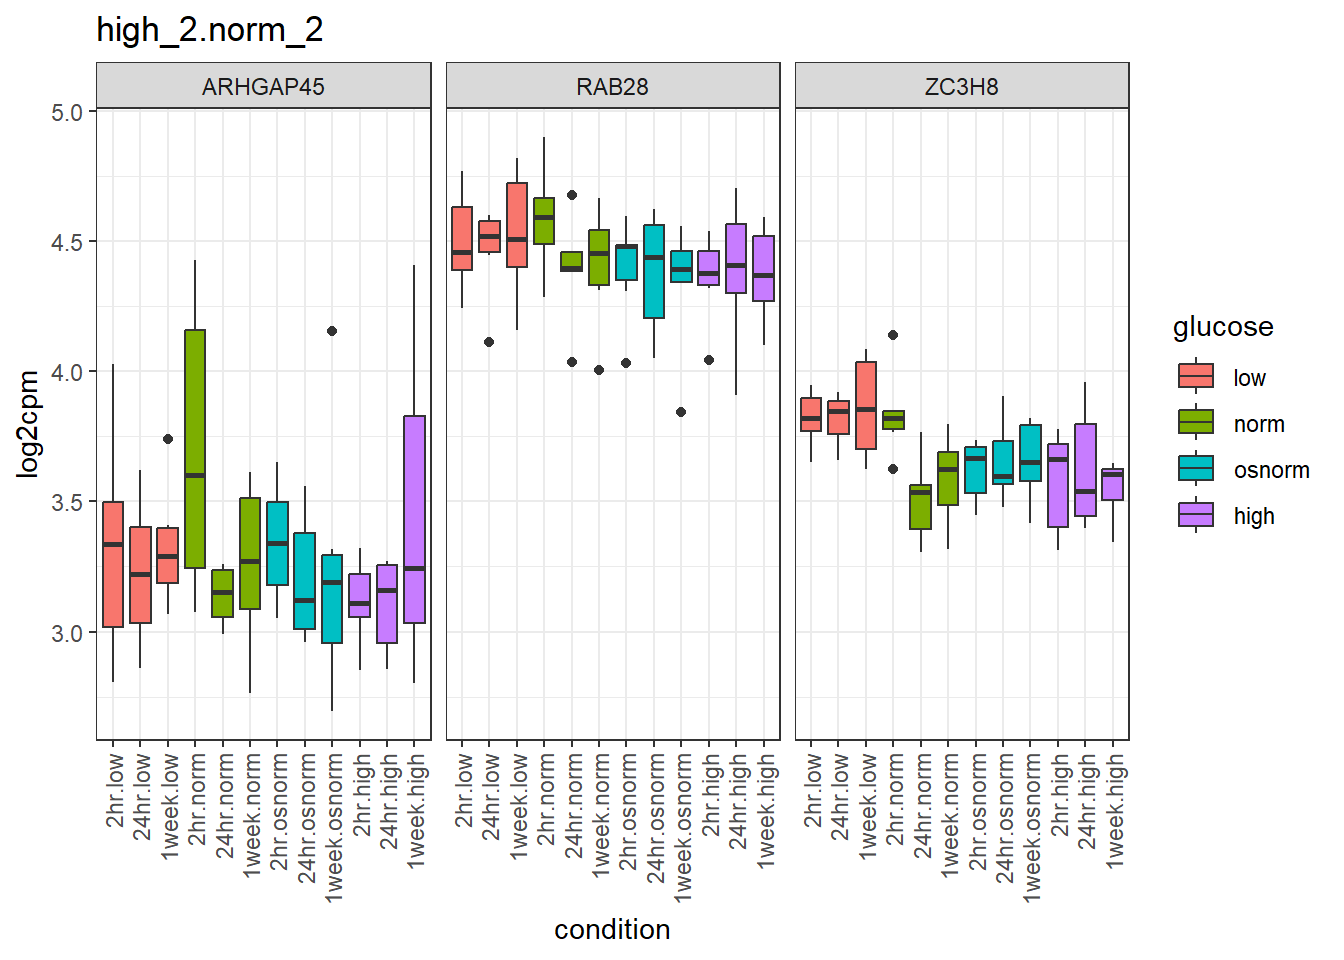 high_2.norm_2
ARHGAP45 RAB28 ZC3H8
5.0
4.5
4.0
3.5
3.0
log2cpm
2hr.low
24hr.low
1week.low
2hr.norm
24hr.norm
1week.norm
2hr.osnorm
24hr.osnorm
1week.osnorm
2hr.high
24hr.high
1week.high
2hr.low
24hr.low
1week.low
2hr.norm
24hr.norm
1week.norm
2hr.osnorm
24hr.osnorm
1week.osnorm
2hr.high
24hr.high
1week.high
2hr.low
24hr.low
1week.low
2hr.norm
24hr.norm
1week.norm
2hr.osnorm
24hr.osnorm
1week.osnorm
2hr.high
24hr.high
1week.high
condition
glucose
low
norm
osnorm
high